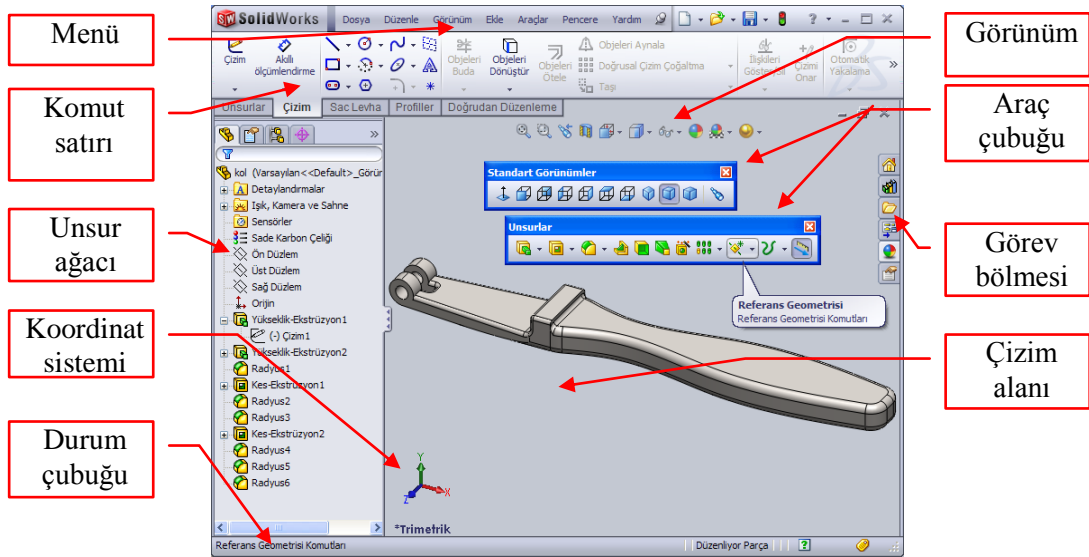 Menü
Komut
satırı
Unsur
ağacı
Koordinat
sistemi
Durum
çubuğu
SW SolidWorks Dosya Düzenle Görünüm Ekle Araçlar Pencere Yardım
Çizim
Akıllı
ölçümlendirme
Objeleri
Buda
Objeleri
Dönüştür
Objeleri
Ötele
Objeleri Aynala
Doğrusal Çizim Çoğaltma
Taşı
İlişkileri
Çizimi
Onar
Otomatik
Yakalama
Unsurlar Çizim Sac Levha Profiller Doğrudan Düzenleme
kol (Varsayılan<<Default>_Görür
Detaylandırmalar
Işık, Kamera ve Sahne
Sensörler
Sade Karbon Çeliği
Ön Düzlem
Üst Düzlem
Sağ Düzlem
Orijin
Yükseklik-Ekstrüzyon1
(-) Çizim1
Yükseklik-Ekstrüzyon2
Radyus1
Kes-Ekstrüzyon1
Radyus2
Radyus3
Kes-Ekstrüzyon2
Radyus4
Radyus5
Radyus6
Standart Görünümler
Unsurlar
Referans Geometrisi
Referans Geometrisi Komutları
Y
X
Z
*Trimetrik
Referans Geometrisi Komutları Düzenliyor Parça
Görünüm
Araç
çubuğu
Görev
bölmesi
Çizim
alanı